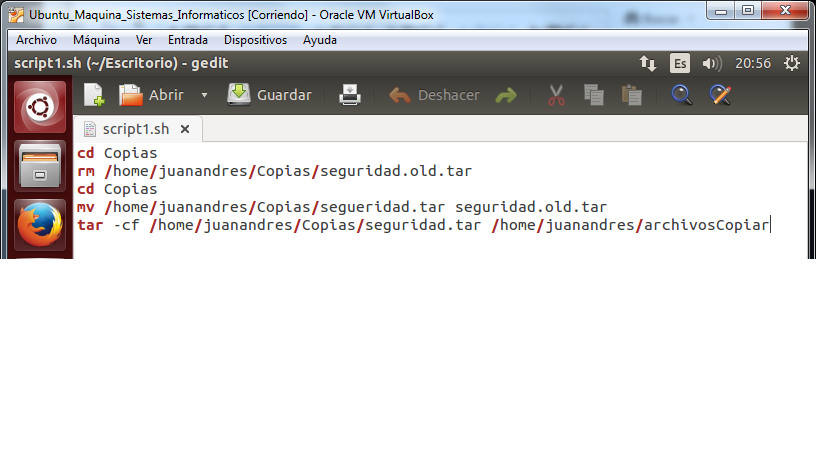 Ubuntu_Maquina_Sistemas_Informaticos [Corriendo] - Oracle VM VirtualBox
Archivo Máquina Ver Entrada Dispositivos Ayuda
script1.sh (~/Escritorio) - gedit Es 20:56
Abrir Guardar Deshacer
script1.sh
cd Copias
rm /home/juanandres/Copias/seguridad.old.tar
cd Copias
mv /home/juanandres/Copias/segueridad.tar seguridad.old.tar
tar -cf /home/juanandres/Copias/seguridad.tar /home/juanandres/archivosCopiar